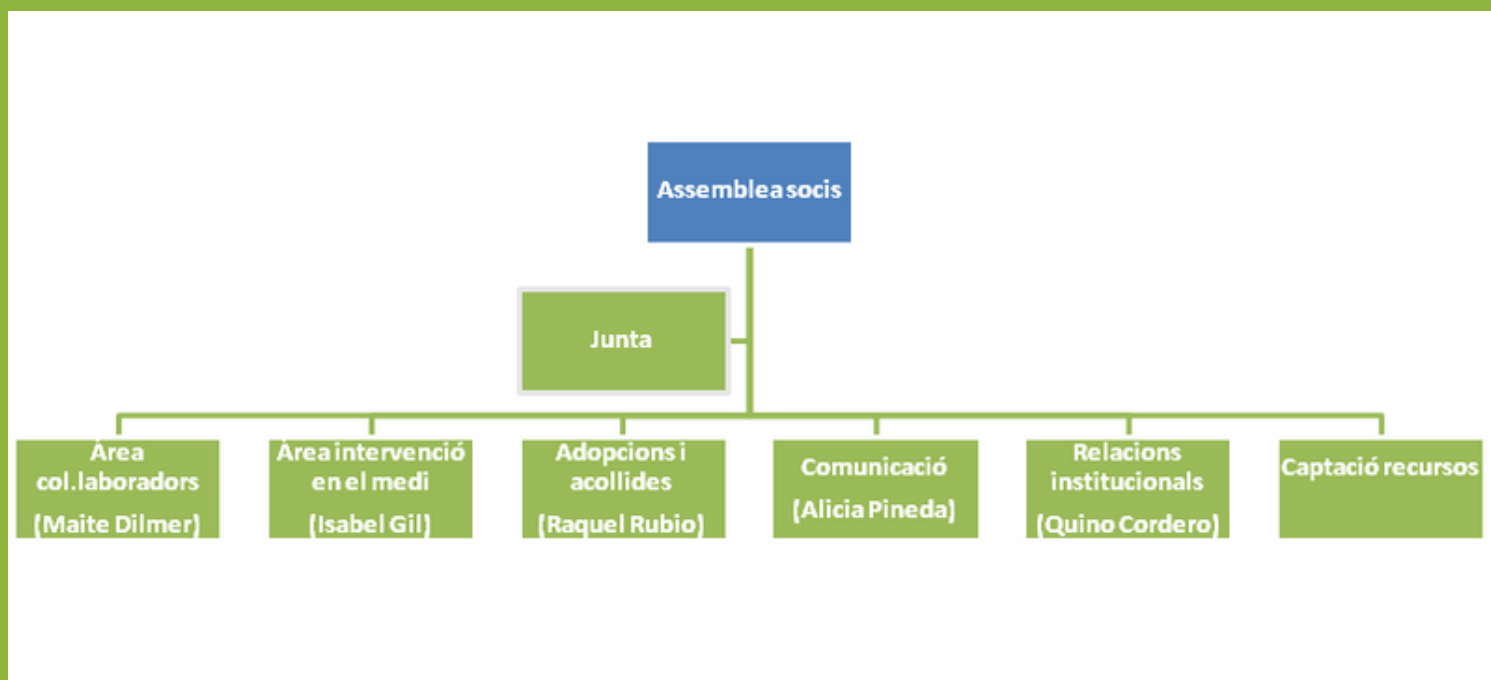 Assemblea socis
Junta
Àrea
col.laboradors
(Maite Dilmer)
Àrea intervenció
en el medi
(Isabel Gil)
Adopcions i
acollides
(Raquel Rubio)
Comunicació
(Alicia Pineda)
Relacions
institucionals
(Quino Cordero)
Captació recursos